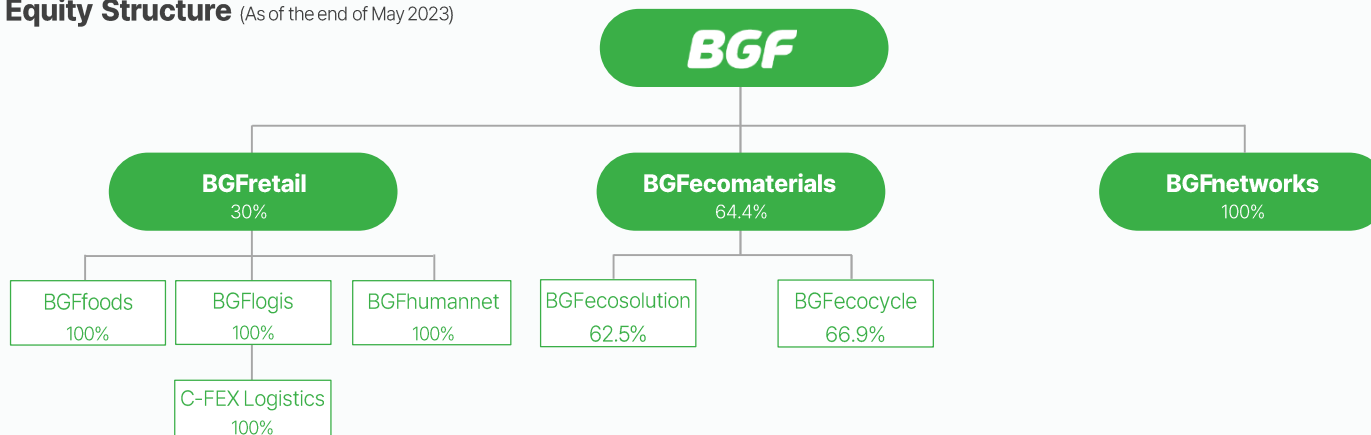 Equity Structure (As of the end of May 2023)
BGF
BGFretail
30%
BGFecomaterials
64.4%
BGFnetworks
100%
BGFfoods
100%
BGFlogis
100%
BGFhumannet
100%
BGFecosolution
62.5%
BGFecocycle
66.9%
C-FEX Logistics
100%